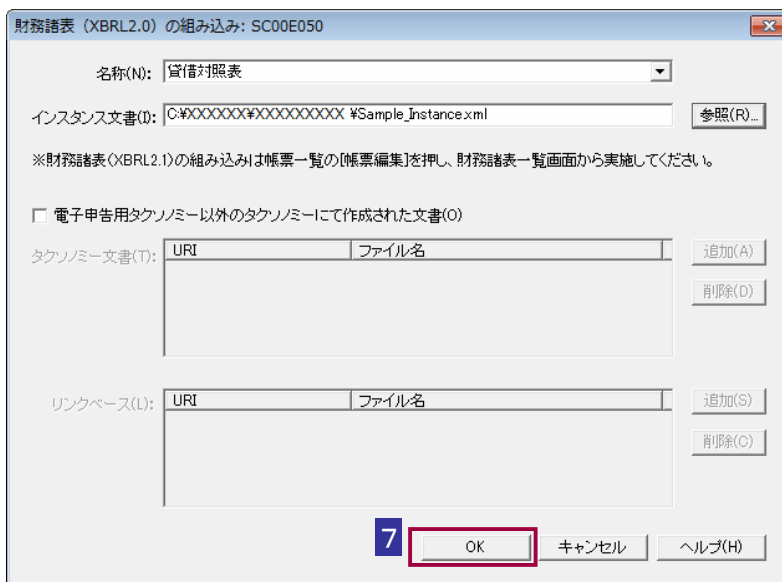 財務諸表（XBRL2.0）の組み込み: SC00E050
名称(N): 貸借対照表
インスタンス文書(I): C:¥XXXXXX¥XXXXXXXXX ¥Sample_Instance.xml 参照(R)...
※財務諸表(XBRL2.1)の組み込みは帳票一覧の[帳票編集]を押し、財務諸表一覧画面から実施してください。
電子申告用タクソノミー以外のタクソノミーにて作成された文書(O)
タクソノミー文書(T): URI ファイル名 追加(A)
削除(D)
リンクベース(L): URI ファイル名 追加(S)
削除(C)
7 OK キャンセル ヘルプ(H)